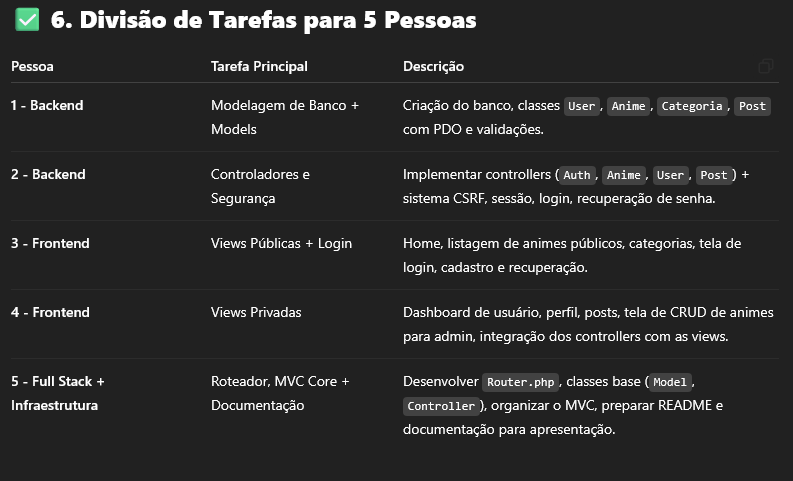 ✅ 6. Divisão de Tarefas para 5 Pessoas
Pessoa Tarefa Principal Descrição
1 - Backend Modelagem de Banco + Criação do banco, classes User, Anime, Categoria, Post
Models com PDO e validações.
2 - Backend Controladores e Implementar controllers (Auth, Anime, User, Post) +
Segurança sistema CSRF, sessão, login, recuperação de senha.
3 - Frontend Views Públicas + Login Home, listagem de animes públicos, categorias, tela de
login, cadastro e recuperação.
4 - Frontend Views Privadas Dashboard de usuário, perfil, posts, tela de CRUD de animes
para admin, integração dos controllers com as views.
5 - Full Stack + Roteador, MVC Core + Desenvolver Router.php, classes base (Model,
Infraestrutura Documentação Controller), organizar o MVC, preparar README e
documentação para apresentação.